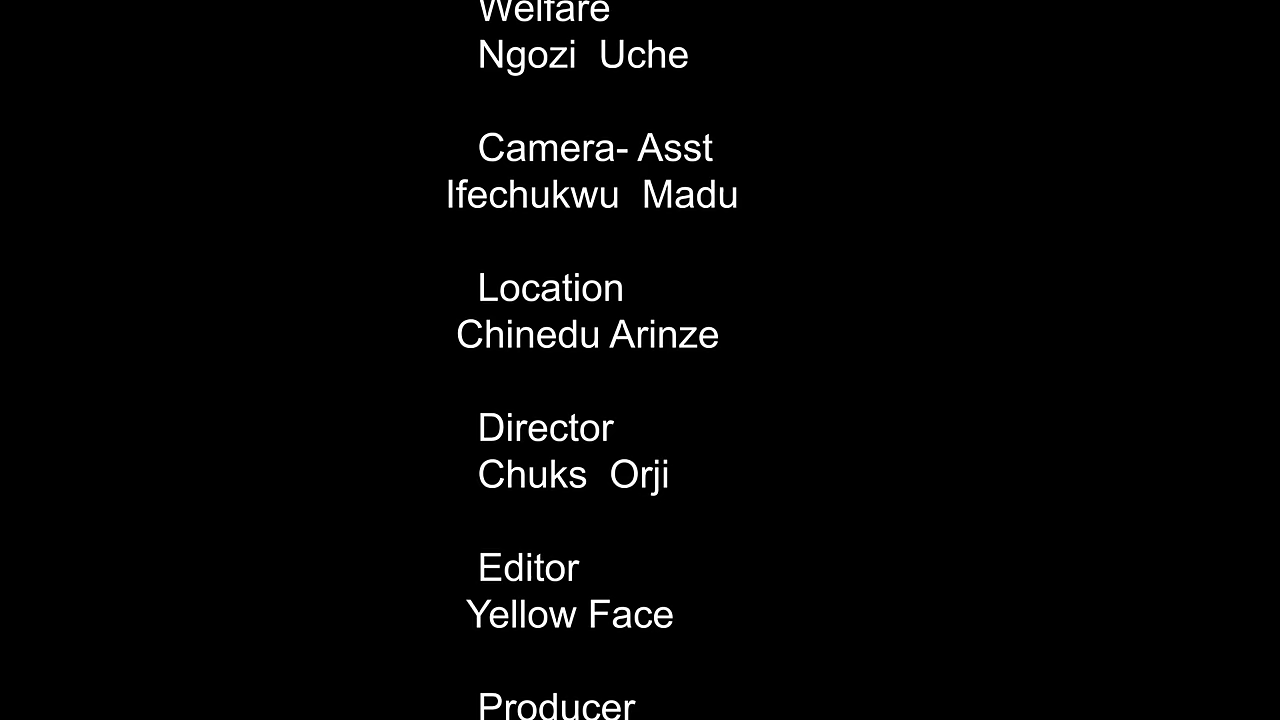 Welfare
Ngozi  Uche
Camera- Asst
Ifechukwu  Madu
Location
Chinedu Arinze
Director
Chuks  Orji
Editor
Yellow Face
Producer